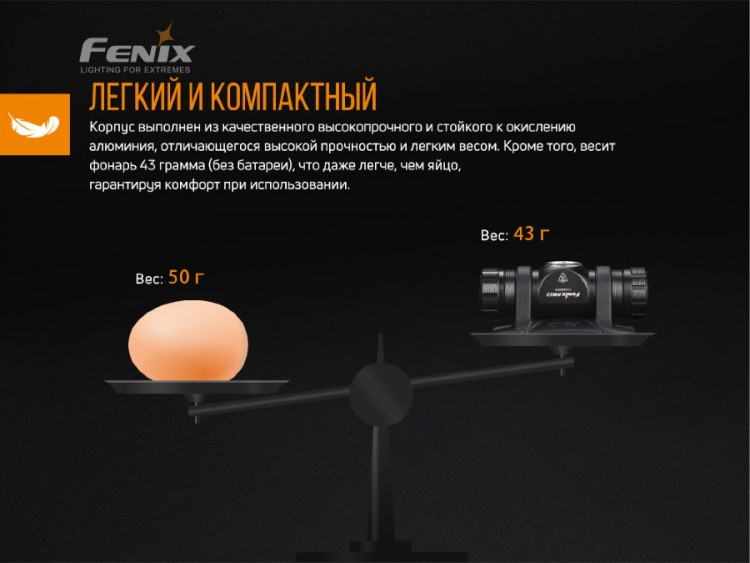 FENIX
LIGHTING FOR EXTREMES
ЛЕГКИЙ И КОМПАКТНЫЙ
Корпус выполнен из качественного высокопрочного и стойкого к окислению
алюминия, отличающегося высокой прочностью и легким весом. Кроме того, весит
фонарь 43 грамма (без батареи), что даже легче, чем яйцо,
гарантируя комфорт при использовании.
Вес: 43 г
Вес: 50 г
Fenix